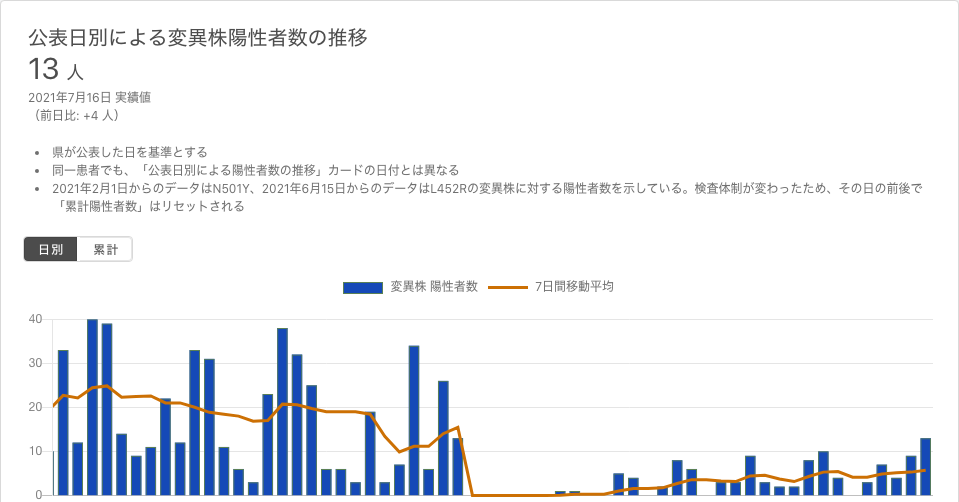 公表日別による変異株陽性者数の推移
13 人
2021年7月16日 実績値
（前日比: +4 人）
• 県が公表した日を基準とする
• 同一患者でも、「公表日別による陽性者数の推移」カードの日付とは異なる
• 2021年2月1日からのデータはN501Y、2021年6月15日からのデータはL452Rの変異株に対する陽性者数を示している。検査体制が変わったため、その日の前後で
「累計陽性者数」はリセットされる
日別 累計
変異株 陽性者数 7日間移動平均
40
30
20
10
0